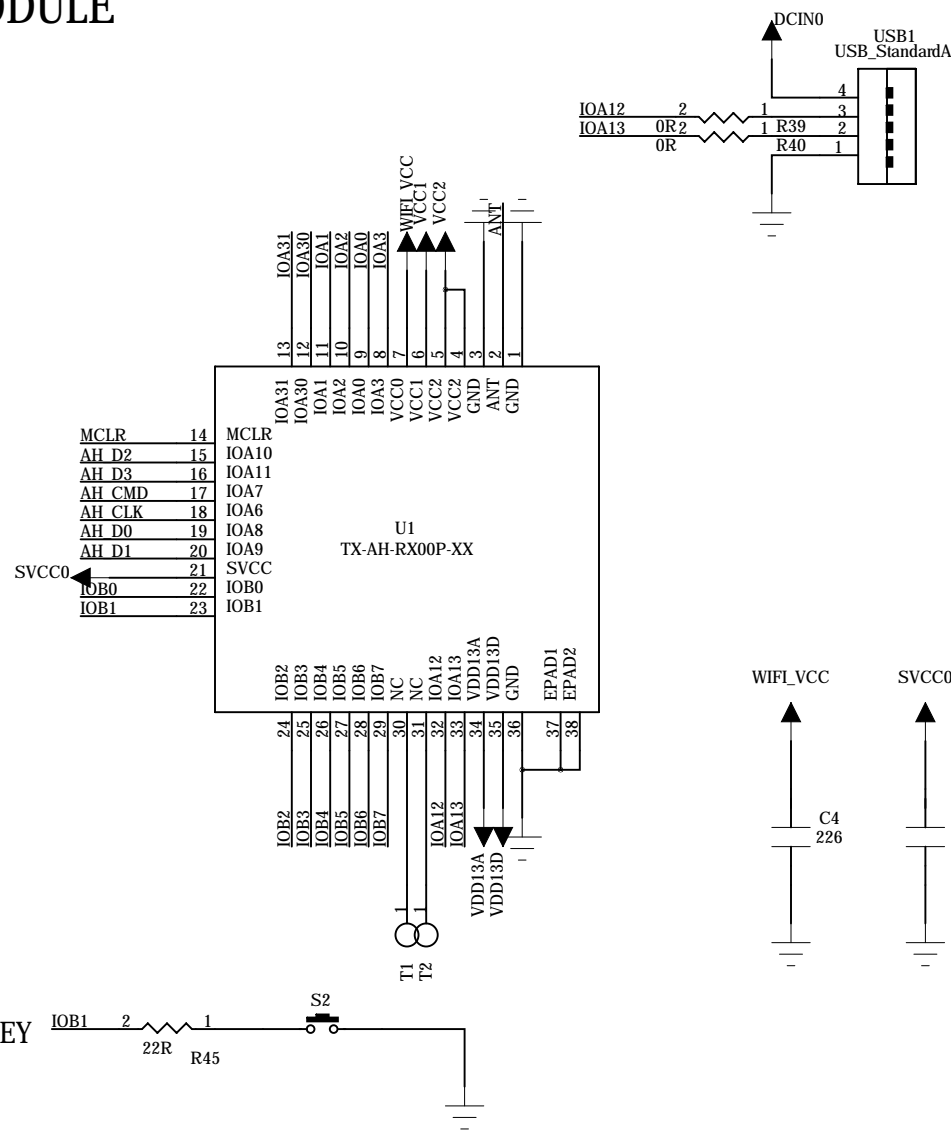 ODULE
DCIN0
USB1
USB_StandardA
4
IOA12 2 1 3
IOA13 0R 2 1 R39 2
0R R40 1
WIFI_VCC
VCC1
VCC2
ANT
IOA31 IOA30 IOA1 IOA2 IOA0 IOA3
13 12 11 10 9 8 7 6 5 4 3 2 1
IOA31 IOA30 IOA1 IOA2 IOA0 IOA3 VCC0 VCC1 VCC2 VCC2 GND ANT GND
MCLR 14 MCLR
AH_D2 15 IOA10
AH_D3 16 IOA11
AH_CMD 17 IOA7
AH_CLK 18 IOA6
AH_D0 19 IOA8
AH_D1 20 IOA9
SVCC0 21 SVCC
IOB0 22 IOB0
IOB1 23 IOB1
U1
TX-AH-RX00P-XX
IOB2 IOB3 IOB4 IOB5 IOB6 IOB7 NC NC IOA12 IOA13 VDD13A VDD13D GND EPAD1 EPAD2
24 25 26 27 28 29 30 31 32 33 34 35 36 37 38
IOB2 IOB3 IOB4 IOB5 IOB6 IOB7 IOA12 IOA13
VDD13A VDD13D
1 1
T1 T2
WIFI_VCC
SVCC0
C4
226
EY IOB1 2 1 S2
22R R45